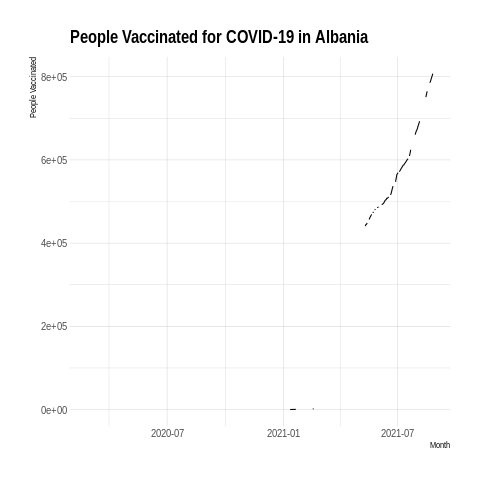 People Vaccinated for COVID-19 in Albania
People Vaccinated
8e+05
6e+05
4e+05
2e+05
0e+00
2020-07 2021-01 2021-07
Month